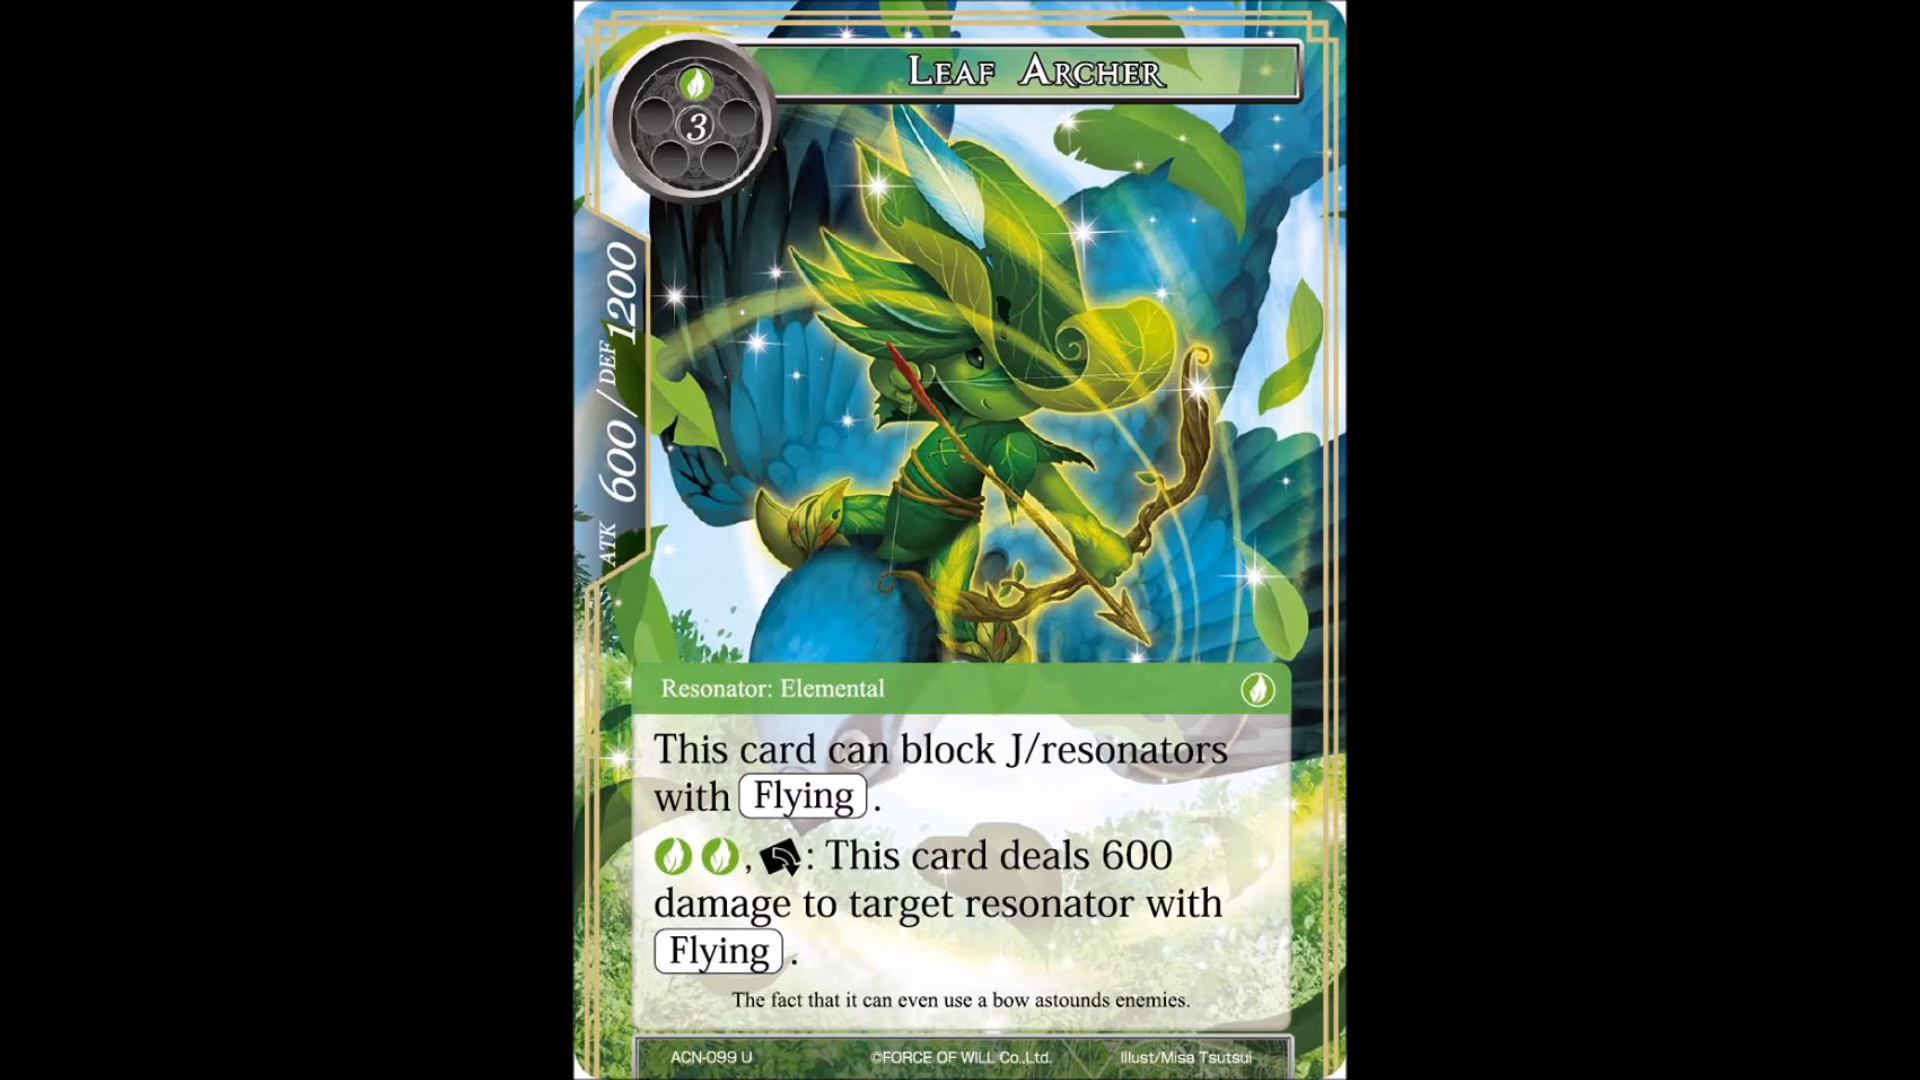 LEAF ARCHER
3
ATK 600 / DEF 1200
Resonator: Elemental
This card can block J/resonators
with Flying .
, : This card deals 600
damage to target resonator with
Flying .
The fact that it can even use a bow astounds enemies.
ACN-099 U ©FORCE OF WILL Co.,Ltd. Illust/Misa Tsutsui